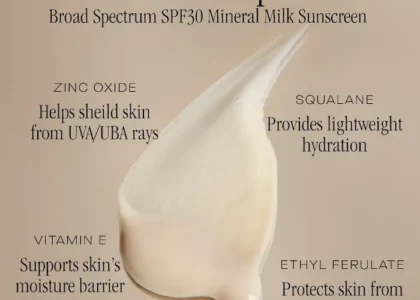 Broad Spectrum SPF30 Mineral Milk Sunscreen
ZINC OXIDE
Helps sheild skin
from UVA/UBA rays
SQUALANE
Provides lightweight
hydration
VITAMIN E
Supports skin's
moisture barrier
ETHYL FERULATE
Protects skin from